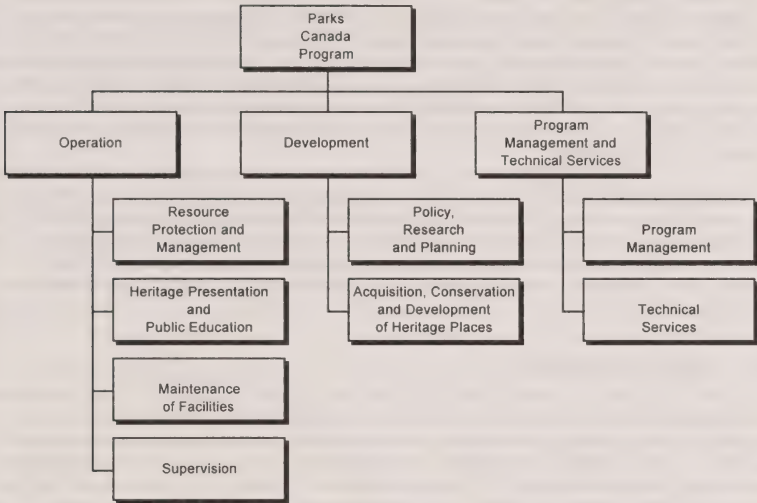 Parks
Canada
Program
Operation
Development
Program
Management and
Technical Services
Resource
Protection and
Management
Policy,
Research
and Planning
Program
Management
Heritage Presentation
and
Public Education
Acquisition, Conservation
and Development
of Heritage Places
Technical
Services
Maintenance
of Facilities
Supervision